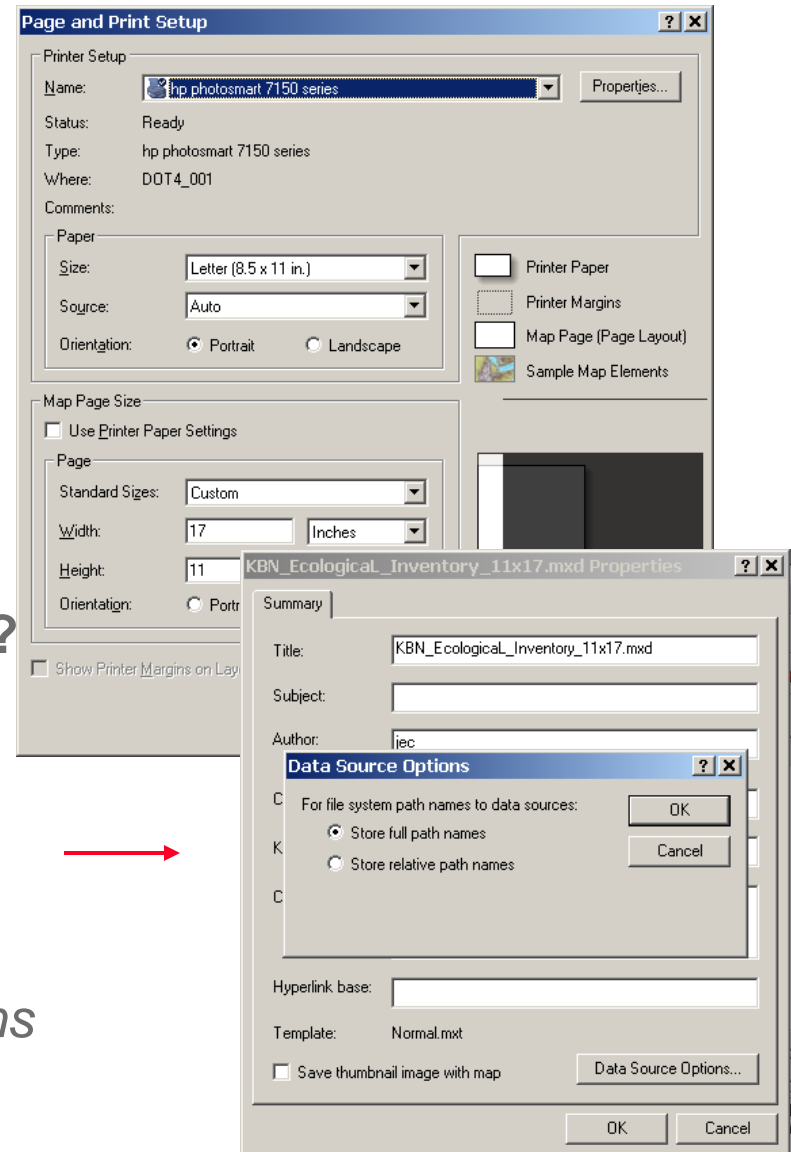 Page and Print Setup
Printer Setup
Name: hp photosmart 7150 series Properties...
Status: Ready
Type: hp photosmart 7150 series
Where: DOT4_001
Comments:
Paper
Size: Letter (8.5 x 11 in.)
Source: Auto
Orientation: Portrait Landscape
Printer Paper
Printer Margins
Map Page (Page Layout)
Sample Map Elements
Map Page Size
Use Printer Paper Settings
Page
Standard Sizes: Custom
Width: 17 Inches
Height: 11
Orientation: Portr
Show Printer Margins on Lay
?
KBN_EcologicaL_Inventory_11x17.mxd Properties
Summary
Title: KBN_EcologicaL_Inventory_11x17.mxd
Subject:
Author: jec
Data Source Options
For file system path names to data sources:
Store full path names
Store relative path names
OK
Cancel
C
K
C
Hyperlink base:
Template: Normal.mxt
Save thumbnail image with map
Data Source Options...
OK Cancel
ns